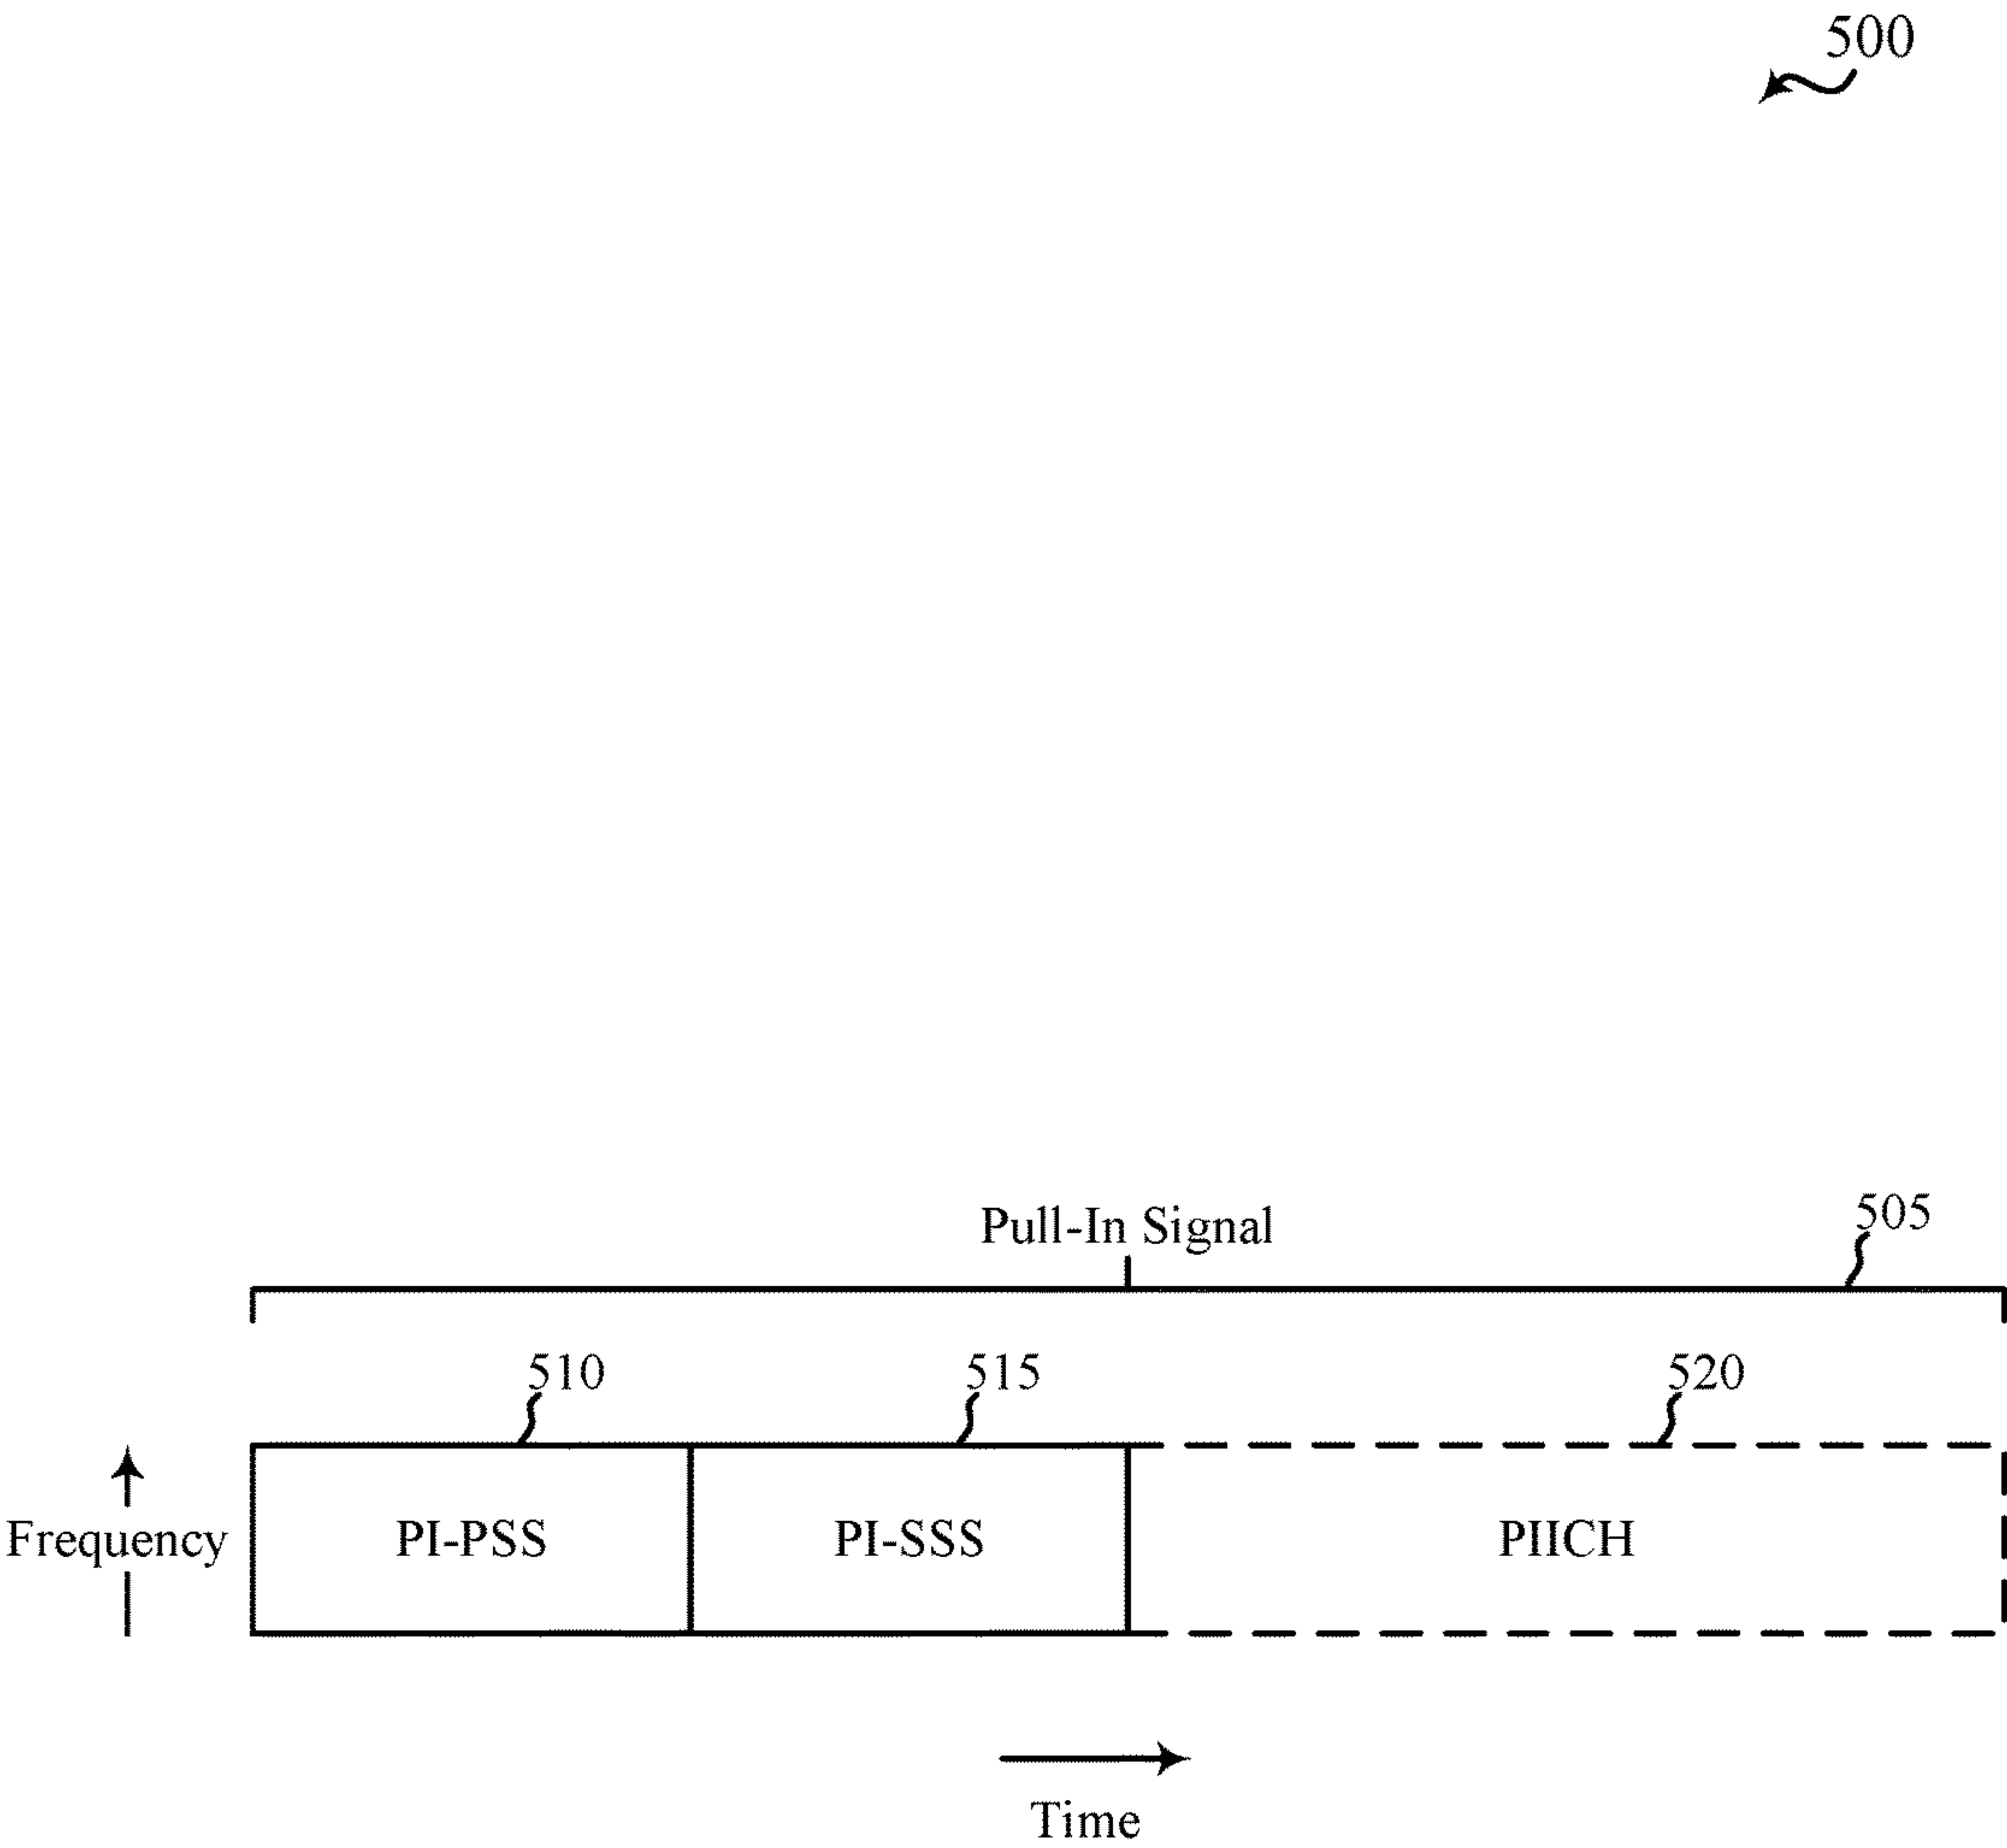 500
Pull-In Signal
505
510
515
520
Frequency
PI-PSS
PI-SSS
PIICH
Time